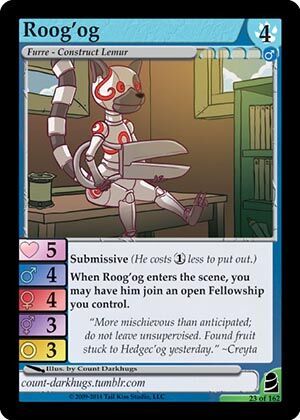 Roog'og
4
Furre - Construct Lemur
5
4
4
3
3
Submissive (He costs 1 less to put out.)
When Roog'og enters the scene, you
may have him join an open Fellowship
you control.
"More mischievous than anticipated;
do not leave unsupervised. Found fruit
stuck to Hedgec'og yesterday." ~Creyta
Illus. by Count Darkhugs
count-darkhugs.tumblr.com
© 2009-2014 Tail Kiss Studio, LLC
23 of 162